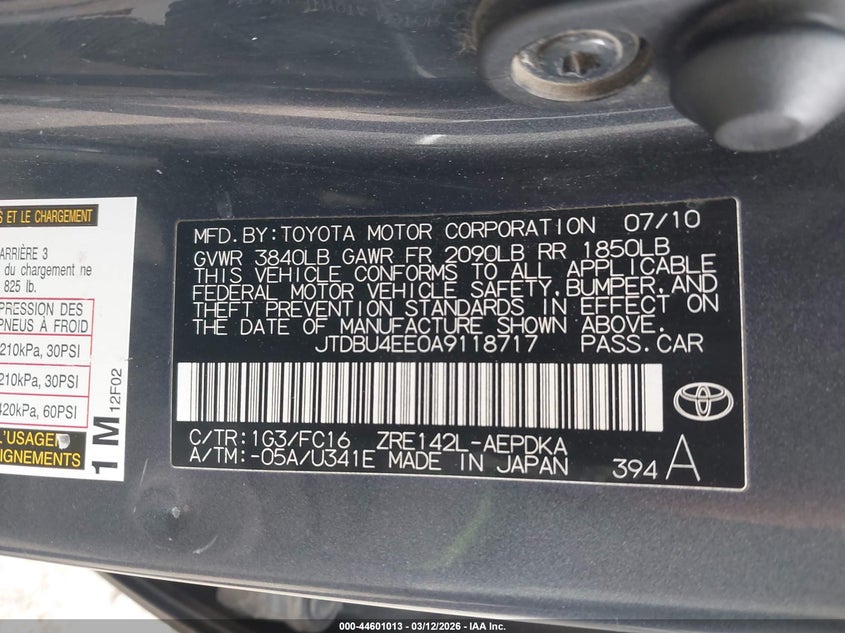 S ET LE CHARGEMENT
ARRIÈRE 3
du chargement ne
825 lb.
PRESSION DES
PNEUS À FROID
210kPa, 30PSI
210kPa, 30PSI
420kPa, 60PSI
L'USAGER
1M 12F02
MFD.BY:TOYOTA MOTOR CORPORATION 07/10
GVWR 3840LB GAWR FR 2090LB RR 1850LB
THIS VEHICLE CONFORMS TO ALL APPLICABLE
FEDERAL MOTOR VEHICLE SAFETY,BUMPER,AND
THEFT PREVENTION STANDARDS IN EFFECT ON
THE DATE OF MANUFACTURE SHOWN ABOVE.
JTDBU4EE0A9118717 PASS.CAR
C/TR:1G3/FC16 ZRE142L-AEPDKA
A/TM:-05A/U341E MADE IN JAPAN 394 A
000-44601013 - 03/12/2026 - IAA, Inc.